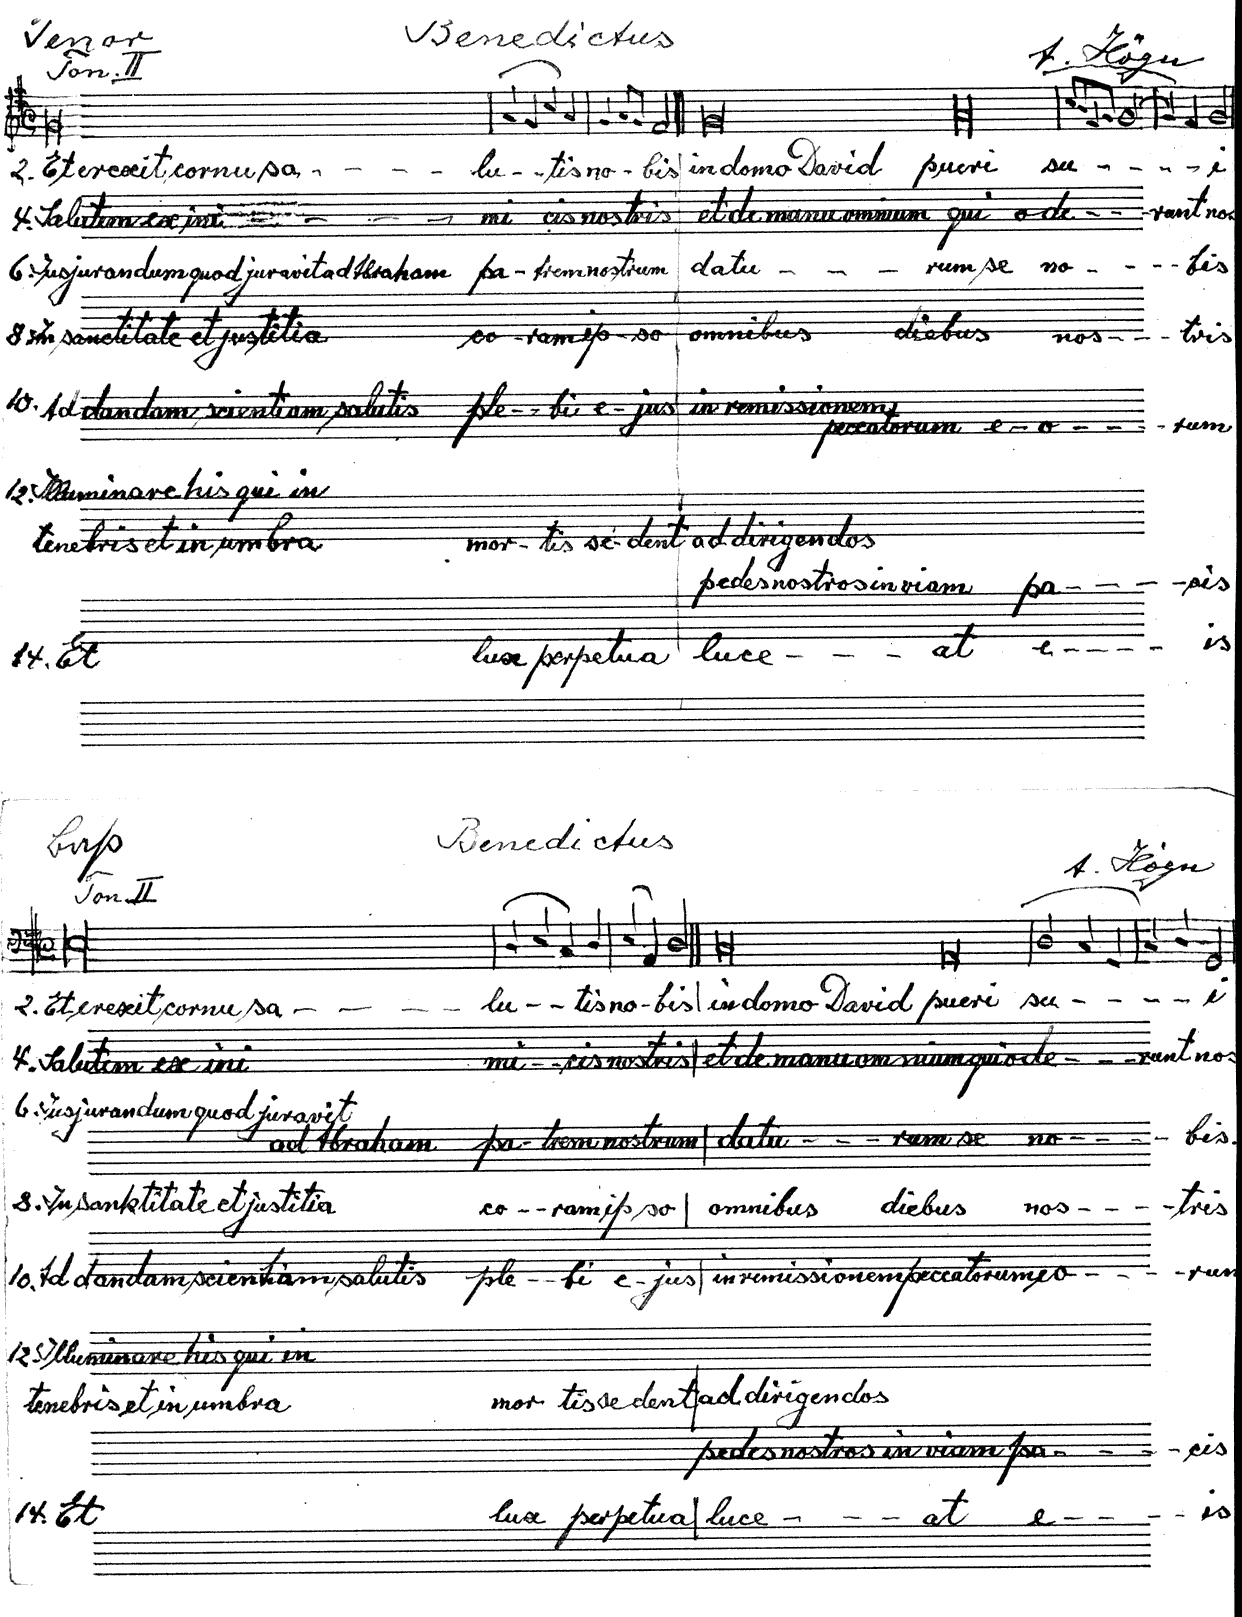 Tenor Benedictus A. Högn
Ton. II
2. Et erexit cornu sa - - - - lu - - tis no - bis in domo David pueri su - - - - i
4. Salutem ex ini - - - - mi cis nostris et de manu omnium qui o de - - - runt nos
6. Jusjurandum quod juravit ad Abraham pa - trem nostrum datu - - - rum se no - - - - bis
8. In sanctitate et justitia co - ram ip - so omnibus diebus nos - - - tris
10. Ad dandam scientiam salutis ple - - bi e - jus in remissionem
peccatorum e - o - - - - rum
12. Illuminare his qui in
tenebris et in umbra mor - tis se - dent ad dirigendos
pedes nostros in viam pa - - - - cis
14. Et lux perpetua luce - - - at e - - - - is
Baß Benedictus A. Högn
Ton. II
2. Et erexit cornu sa - - - - lu - - tis no - bis in domo David pueri su - - - - i
4. Salutem ex ini mi - - cis nostris et de manu om nium qui ode - - - runt nos
6. Jusjurandum quod juravit
ad Abraham pa - trem nostrum datu - - - rum se no - - - - bis.
8. In sanktitate et justitia co - - ram ip so omnibus diebus nos - - - - tris
10. Ad dandam scientiam salutis ple - - bi e - jus in remissionem peccatorum eo - - - - rum
12. Illuminare his qui in
tenebris et in umbra mor tis se dent ad dirigendos
pedes nostros in viam pa - - - - cis
14. Et lux perpetua luce - - - at e - - - - is